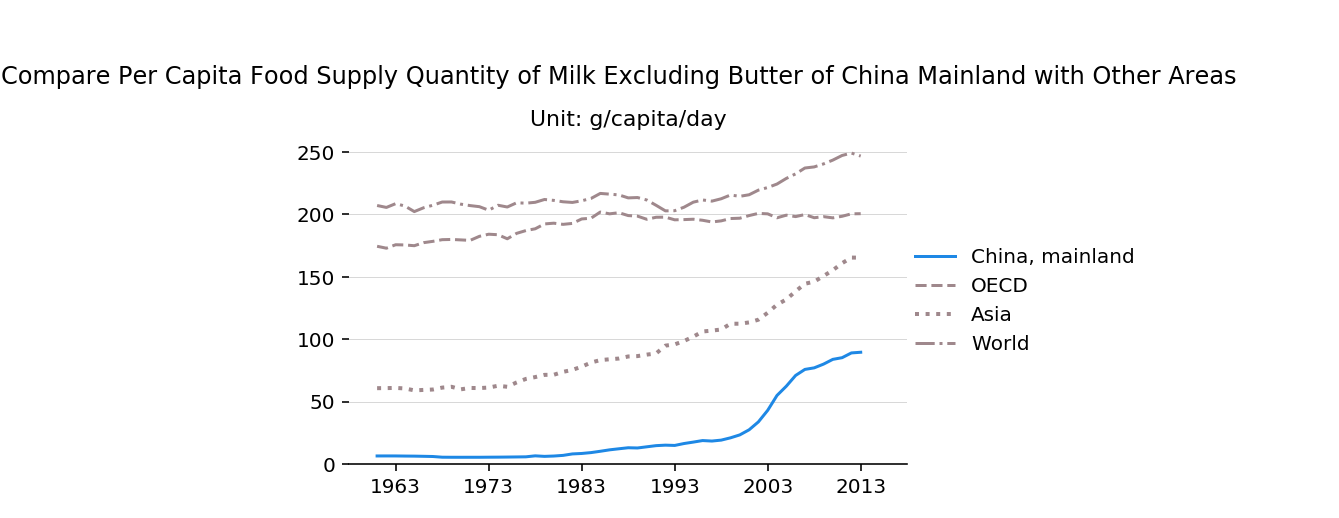 Compare Per Capita Food Supply Quantity of Milk Excluding Butter of China Mainland with Other Areas
Unit: g/capita/day
250
200
150
100
50
0
1963 1973 1983 1993 2003 2013
China, mainland
OECD
Asia
World